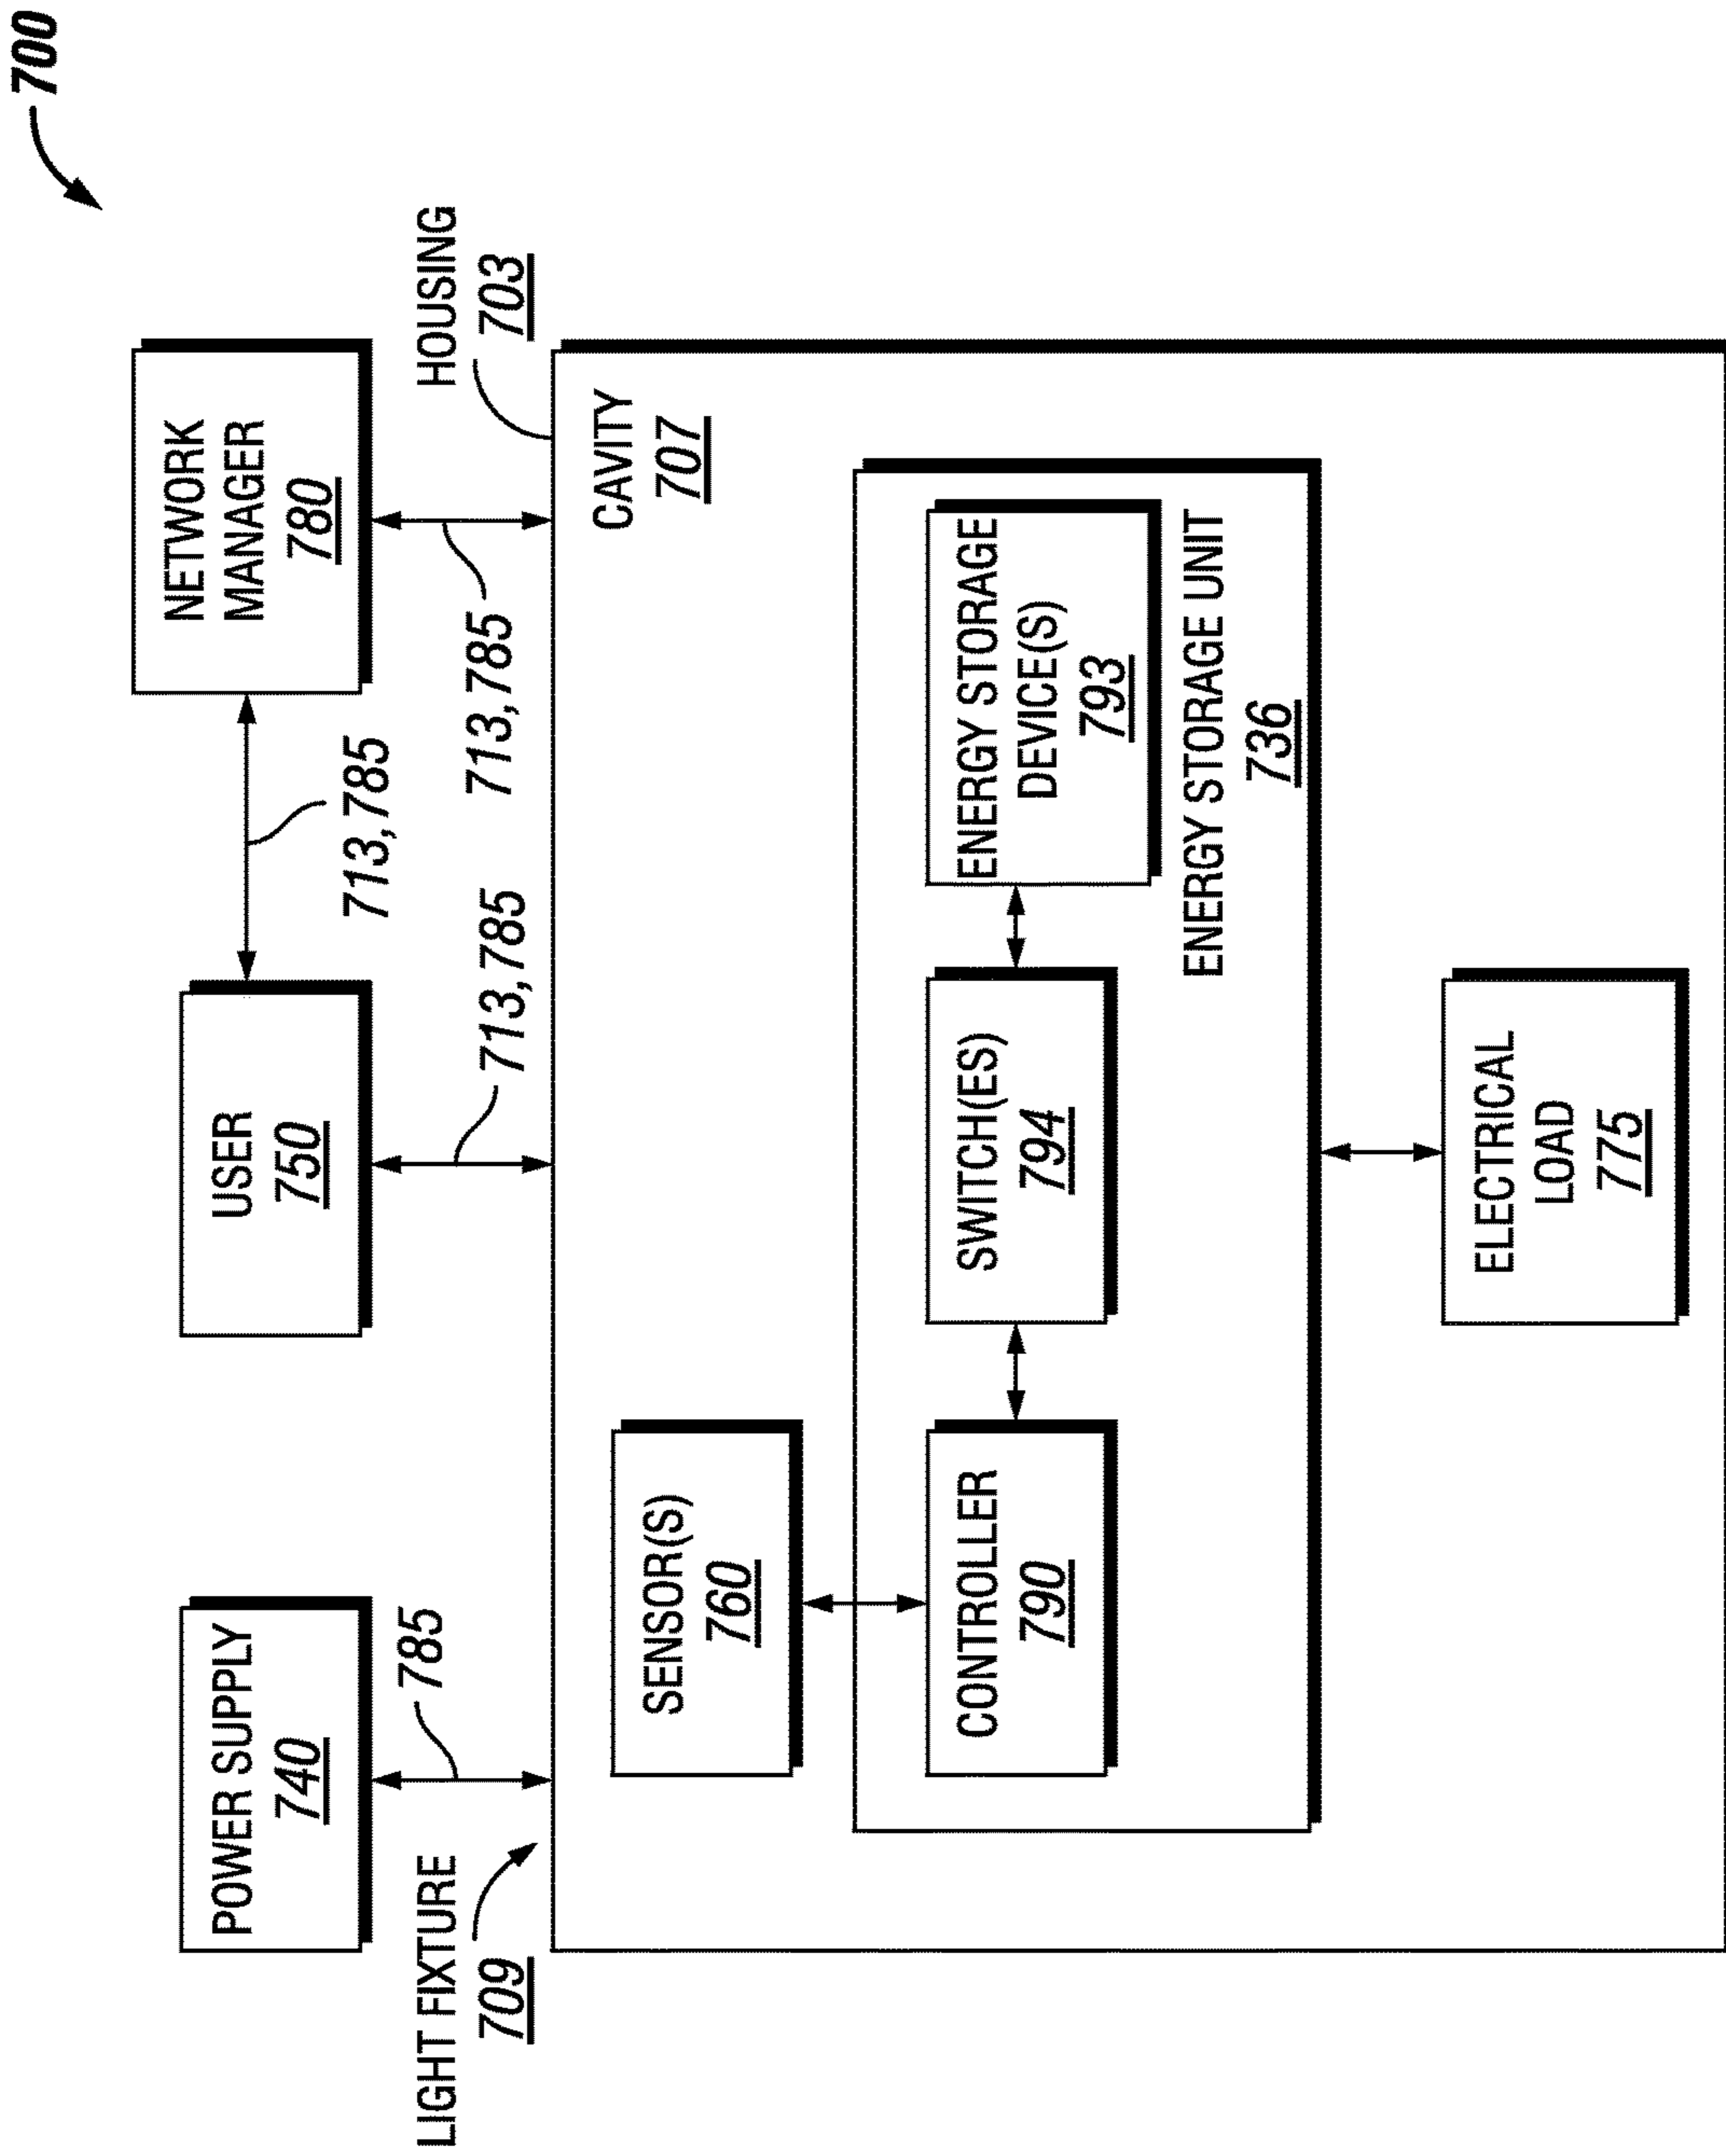 700
POWER SUPPLY
740
USER
750
NETWORK
MANAGER
780
713,785
785
713,785
713,785
LIGHT FIXTURE
709
HOUSING
703
CAVITY
707
SENSOR(S)
760
CONTROLLER
790
SWITCH(ES)
794
ENERGY STORAGE
DEVICE(S)
793
ENERGY STORAGE UNIT
736
ELECTRICAL
LOAD
775